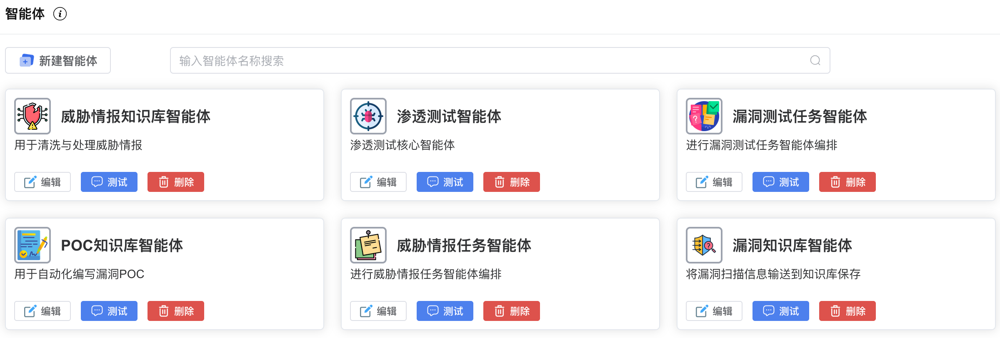 智能体
新建智能体
输入智能体名称搜索
威胁情报知识库智能体
用于清洗与处理威胁情报
编辑 测试 删除
渗透测试智能体
渗透测试核心智能体
编辑 测试 删除
漏洞测试任务智能体
进行漏洞测试任务智能体编排
编辑 测试 删除
POC知识库智能体
用于自动化编写漏洞POC
编辑 测试 删除
威胁情报任务智能体
进行威胁情报任务智能体编排
编辑 测试 删除
漏洞知识库智能体
将漏洞扫描信息输送到知识库保存
编辑 测试 删除